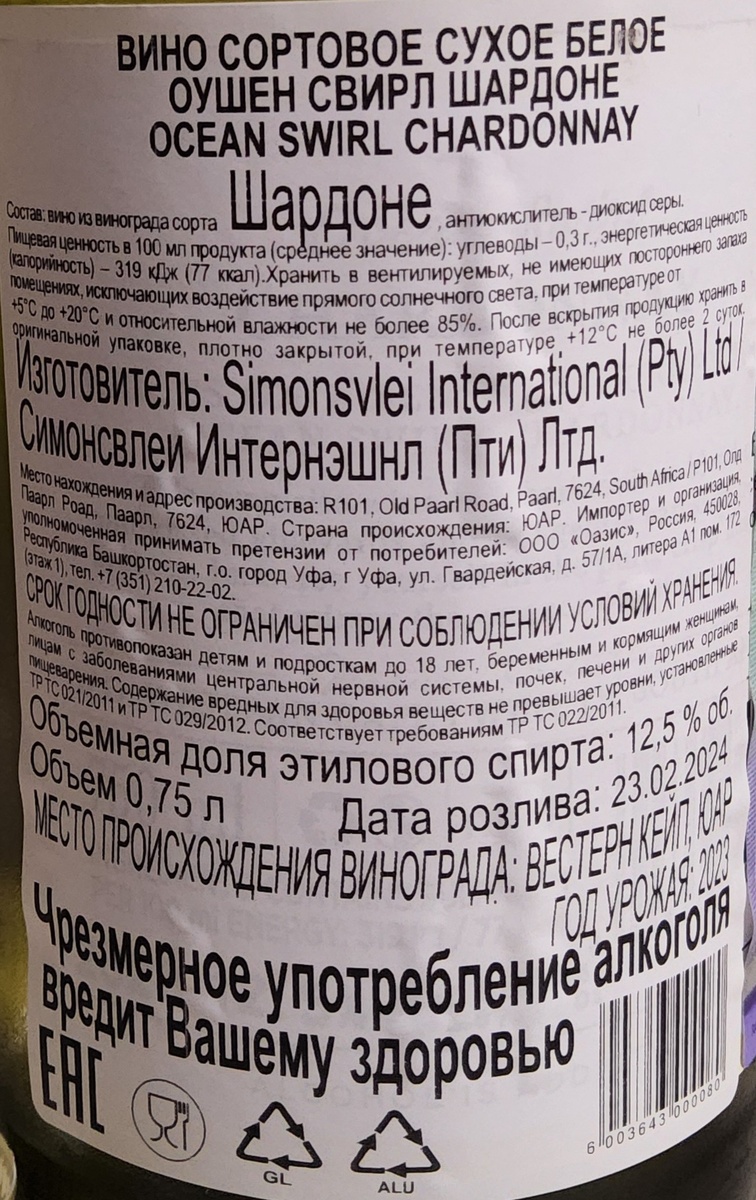 ВИНО СОРТОВОЕ СУХОЕ БЕЛОЕ
ОУШЕН СВИРЛ ШАРДОНЕ
OCEAN SWIRL CHARDONNAY
Состав: вино из винограда сорта Шардоне, антиокислитель - диоксид серы.
Пищевая ценность в 100 мл продукта (среднее значение): углеводы – 0,3 г., энергетическая ценность
(калорийность) – 319 кДж (77 ккал).Хранить в вентилируемых, не имеющих постороннего запаха
помещениях, исключающих воздействие прямого солнечного света, при температуре от
+5°С до +20°С и относительной влажности не более 85%. После вскрытия продукцию хранить в
оригинальной упаковке, плотно закрытой, при температуре +12°С не более 2 суток.
Изготовитель: Simonsvlei International (Pty) Ltd /
Симонсвлеи Интернэшнл (Пти) Лтд.
Место нахождения и адрес производства: R101, Old Paarl Road, Paarl, 7624, South Africa / Р101, Олд
Паарл Роад, Паарл, 7624, ЮАР. Страна происхождения: ЮАР. Импортер и организация,
уполномоченная принимать претензии от потребителей: ООО «Оазис», Россия, 450028,
Республика Башкортостан, г.о. город Уфа, г Уфа, ул. Гвардейская, д. 57/1А, литера А1 пом. 172
(этаж 1), тел. +7 (351) 210-22-02.
СРОК ГОДНОСТИ НЕ ОГРАНИЧЕН ПРИ СОБЛЮДЕНИИ УСЛОВИЙ ХРАНЕНИЯ.
Алкоголь противопоказан детям и подросткам до 18 лет, беременным и кормящим женщинам,
лицам с заболеваниями центральной нервной системы, почек, печени и других органов
пищеварения. Содержание вредных для здоровья веществ не превышает уровни, установленные
ТР ТС 021/2011 и ТР ТС 029/2012. Соответствует требованиям ТР ТС 022/2011.
Объемная доля этилового спирта: 12,5 % об.
Объем 0,75 л Дата розлива: 23.02.2024
МЕСТО ПРОИСХОЖДЕНИЯ ВИНОГРАДА: ВЕСТЕРН КЕЙП, ЮАР
ГОД УРОЖАЯ: 2023
Чрезмерное употребление алкоголя
вредит Вашему здоровью
EAC
GL
ALU
6 003643 000080